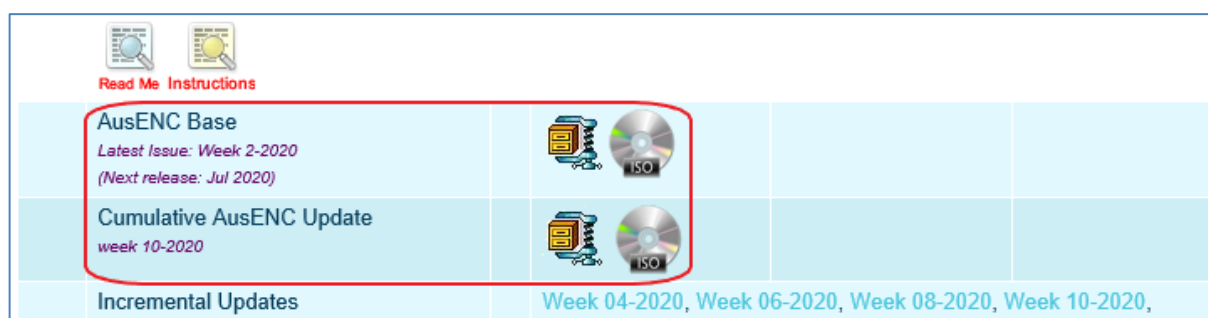 Read Me Instructions
AusENC Base
Latest Issue: Week 2-2020
(Next release: Jul 2020)
ISO
Cumulative AusENC Update
week 10-2020
ISO
Incremental Updates Week 04-2020, Week 06-2020, Week 08-2020, Week 10-2020,